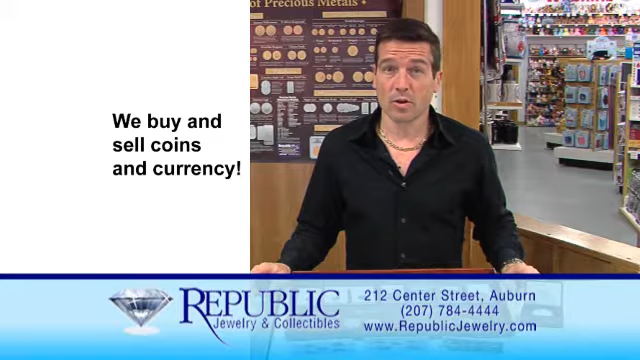 of Precious Metals
We buy and
sell coins
and currency!
REPUBLIC
Jewelry & Collectibles
212 Center Street, Auburn
(207) 784-4444
www.RepublicJewelry.com